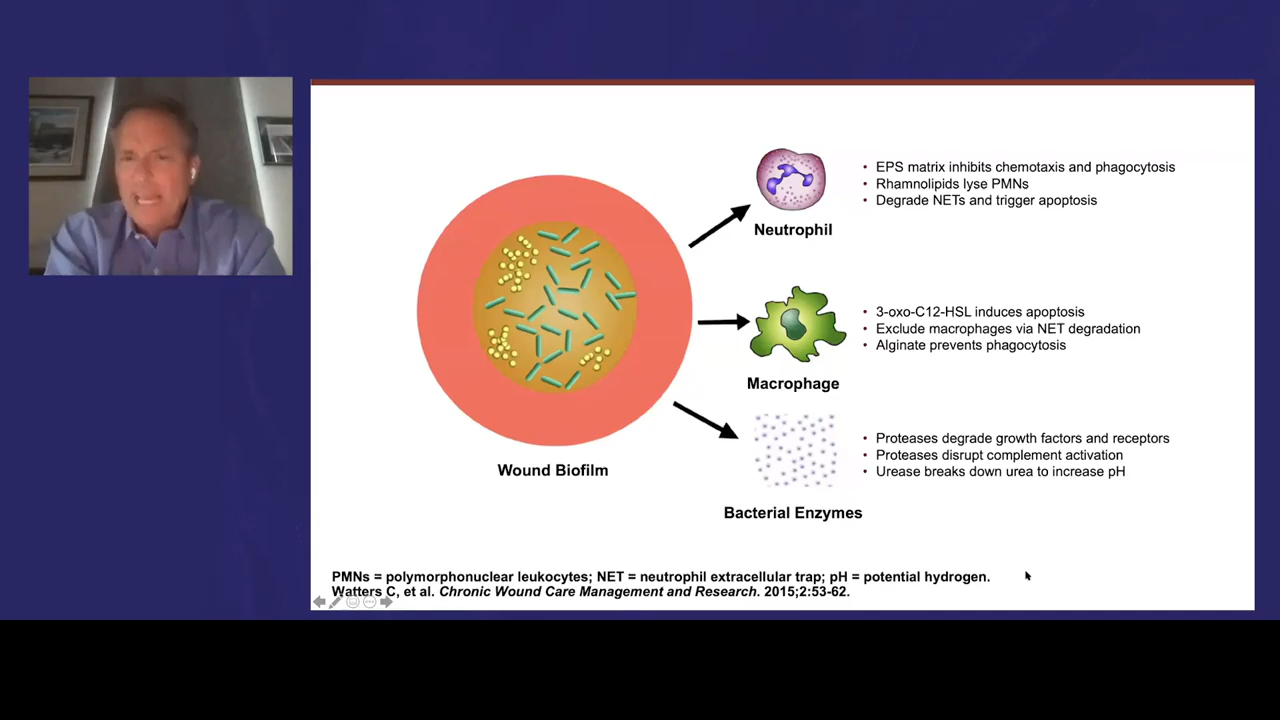 • EPS matrix inhibits chemotaxis and phagocytosis
• Rhamnolipids lyse PMNs
• Degrade NETs and trigger apoptosis
Neutrophil
• 3-oxo-C12-HSL induces apoptosis
• Exclude macrophages via NET degradation
• Alginate prevents phagocytosis
Macrophage
• Proteases degrade growth factors and receptors
• Proteases disrupt complement activation
• Urease breaks down urea to increase pH
Wound Biofilm
Bacterial Enzymes
PMNs = polymorphonuclear leukocytes; NET = neutrophil extracellular trap; pH = potential hydrogen.
Watters C, et al. Chronic Wound Care Management and Research. 2015;2:53-62.